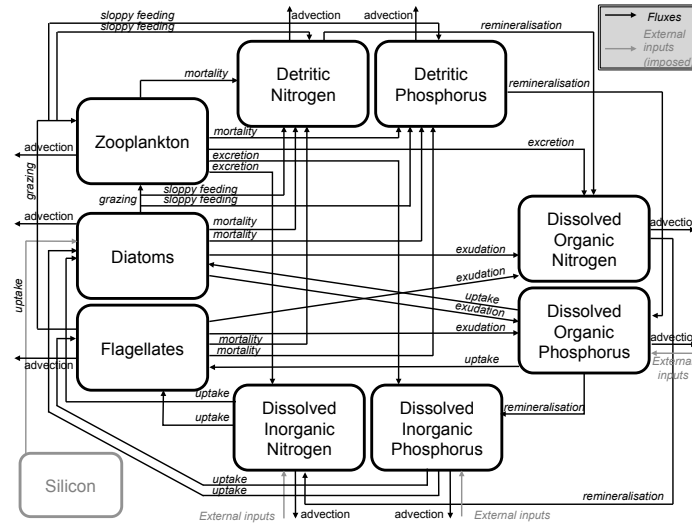 sloppy feeding
sloppy feeding
advection
advection
remineralisation
Fluxes
External
inputs
(imposed)
Detritic
Nitrogen
Detritic
Phosphorus
mortality
remineralisation
Zooplankton
mortality
excretion
excretion
excretion
advection
grazing
sloppy feeding
sloppy feeding
grazing
advection
Diatoms
mortality
mortality
exudation
Dissolved
Organic
Nitrogen
advection
exudation
uptake
exudation
uptake
Flagellates
exudation
mortality
mortality
uptake
Dissolved
Organic
Phosphorus
advection
External
inputs
advection
uptake
uptake
Dissolved
Inorganic
Nitrogen
Dissolved
Inorganic
Phosphorus
remineralisation
Silicon
uptake
uptake
remineralisation
External inputs
advection
advection
External inputs